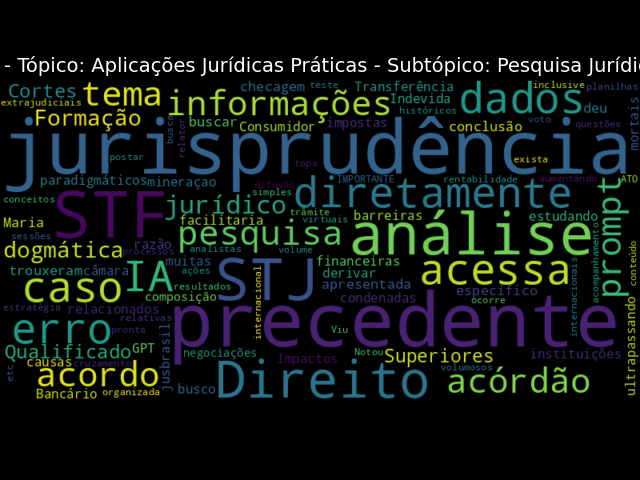 - Tópico: Aplicações Jurídicas Práticas - Subtópico: Pesquisa Jurídic
Cortes tema checagem teste Transferência inclusive planilhas
extrajudiciais informações Indevida dados
Formação busca relator buscar Consumidor impostas históricos conclusão voto deu questões mortais
jurisprudência
postar topa exista
paradigmáticos mineraçao difusão IMPORTANTE rentabilidade aumentando ATO
conceitos STF jurídico simples diretamente prompt
Maria facilitaria trâmite virtuais barreiras estudando
sessões pesquisa análise
dogmática razão processos analistas volume acompanhamento conteúdo
trouxeram câmara muitas financeiras acessa
IA ações STJ derivar específico
caso composição resultados internacional apresentada condenadas ocorre internacionais
estratégia relacionados precedente ultrapassando
erro relativas pronta Viu
Qualificado GPT jusbrasil negociações Impactos Notou Superiores instituições
causas cruzamento volumosos
etc acordo busco Direito acórdão
Bancário organizada